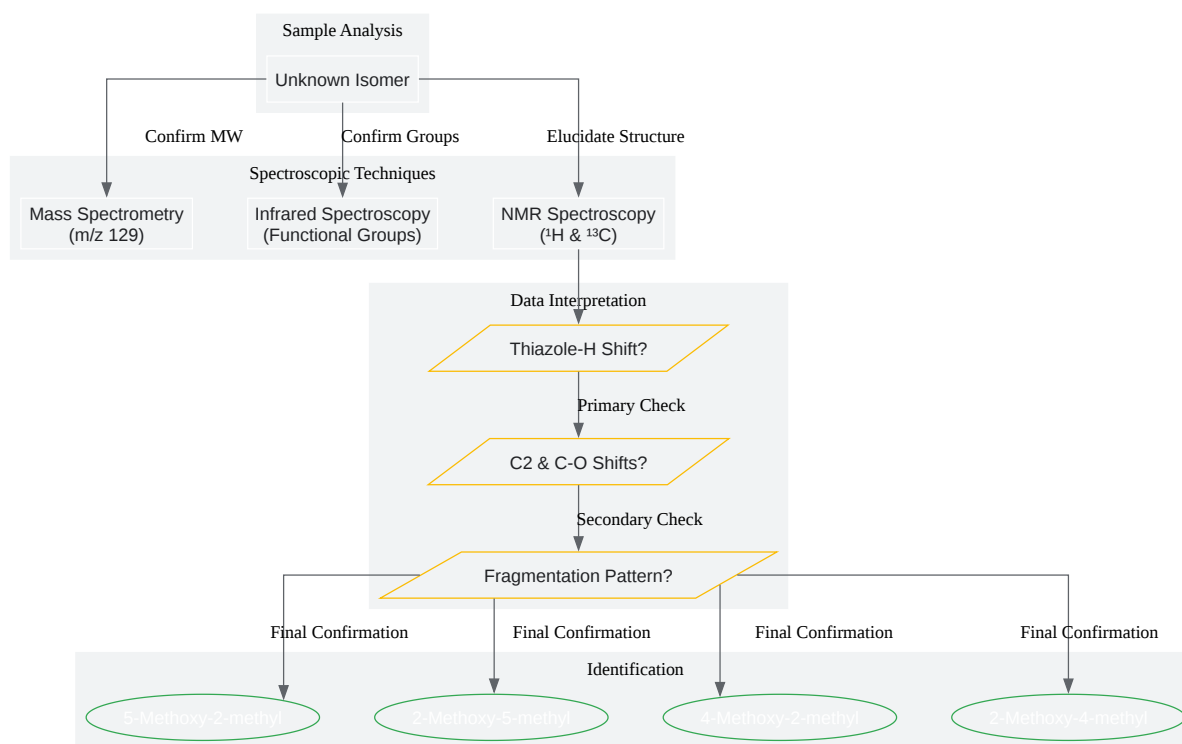 Sample Analysis
Unknown Isomer
Confirm MW
Confirm Groups
Elucidate Structure
Spectroscopic Techniques
Mass Spectrometry
(m/z 129)
Infrared Spectroscopy
(Functional Groups)
NMR Spectroscopy
(¹H & ¹³C)
Data Interpretation
Thiazole-H Shift?
Primary Check
C2 & C-O Shifts?
Secondary Check
Fragmentation Pattern?
Final Confirmation
Final Confirmation
Final Confirmation
Final Confirmation
Identification
5-Methoxy-2-methyl
2-Methoxy-5-methyl
4-Methoxy-2-methyl
2-Methoxy-4-methyl